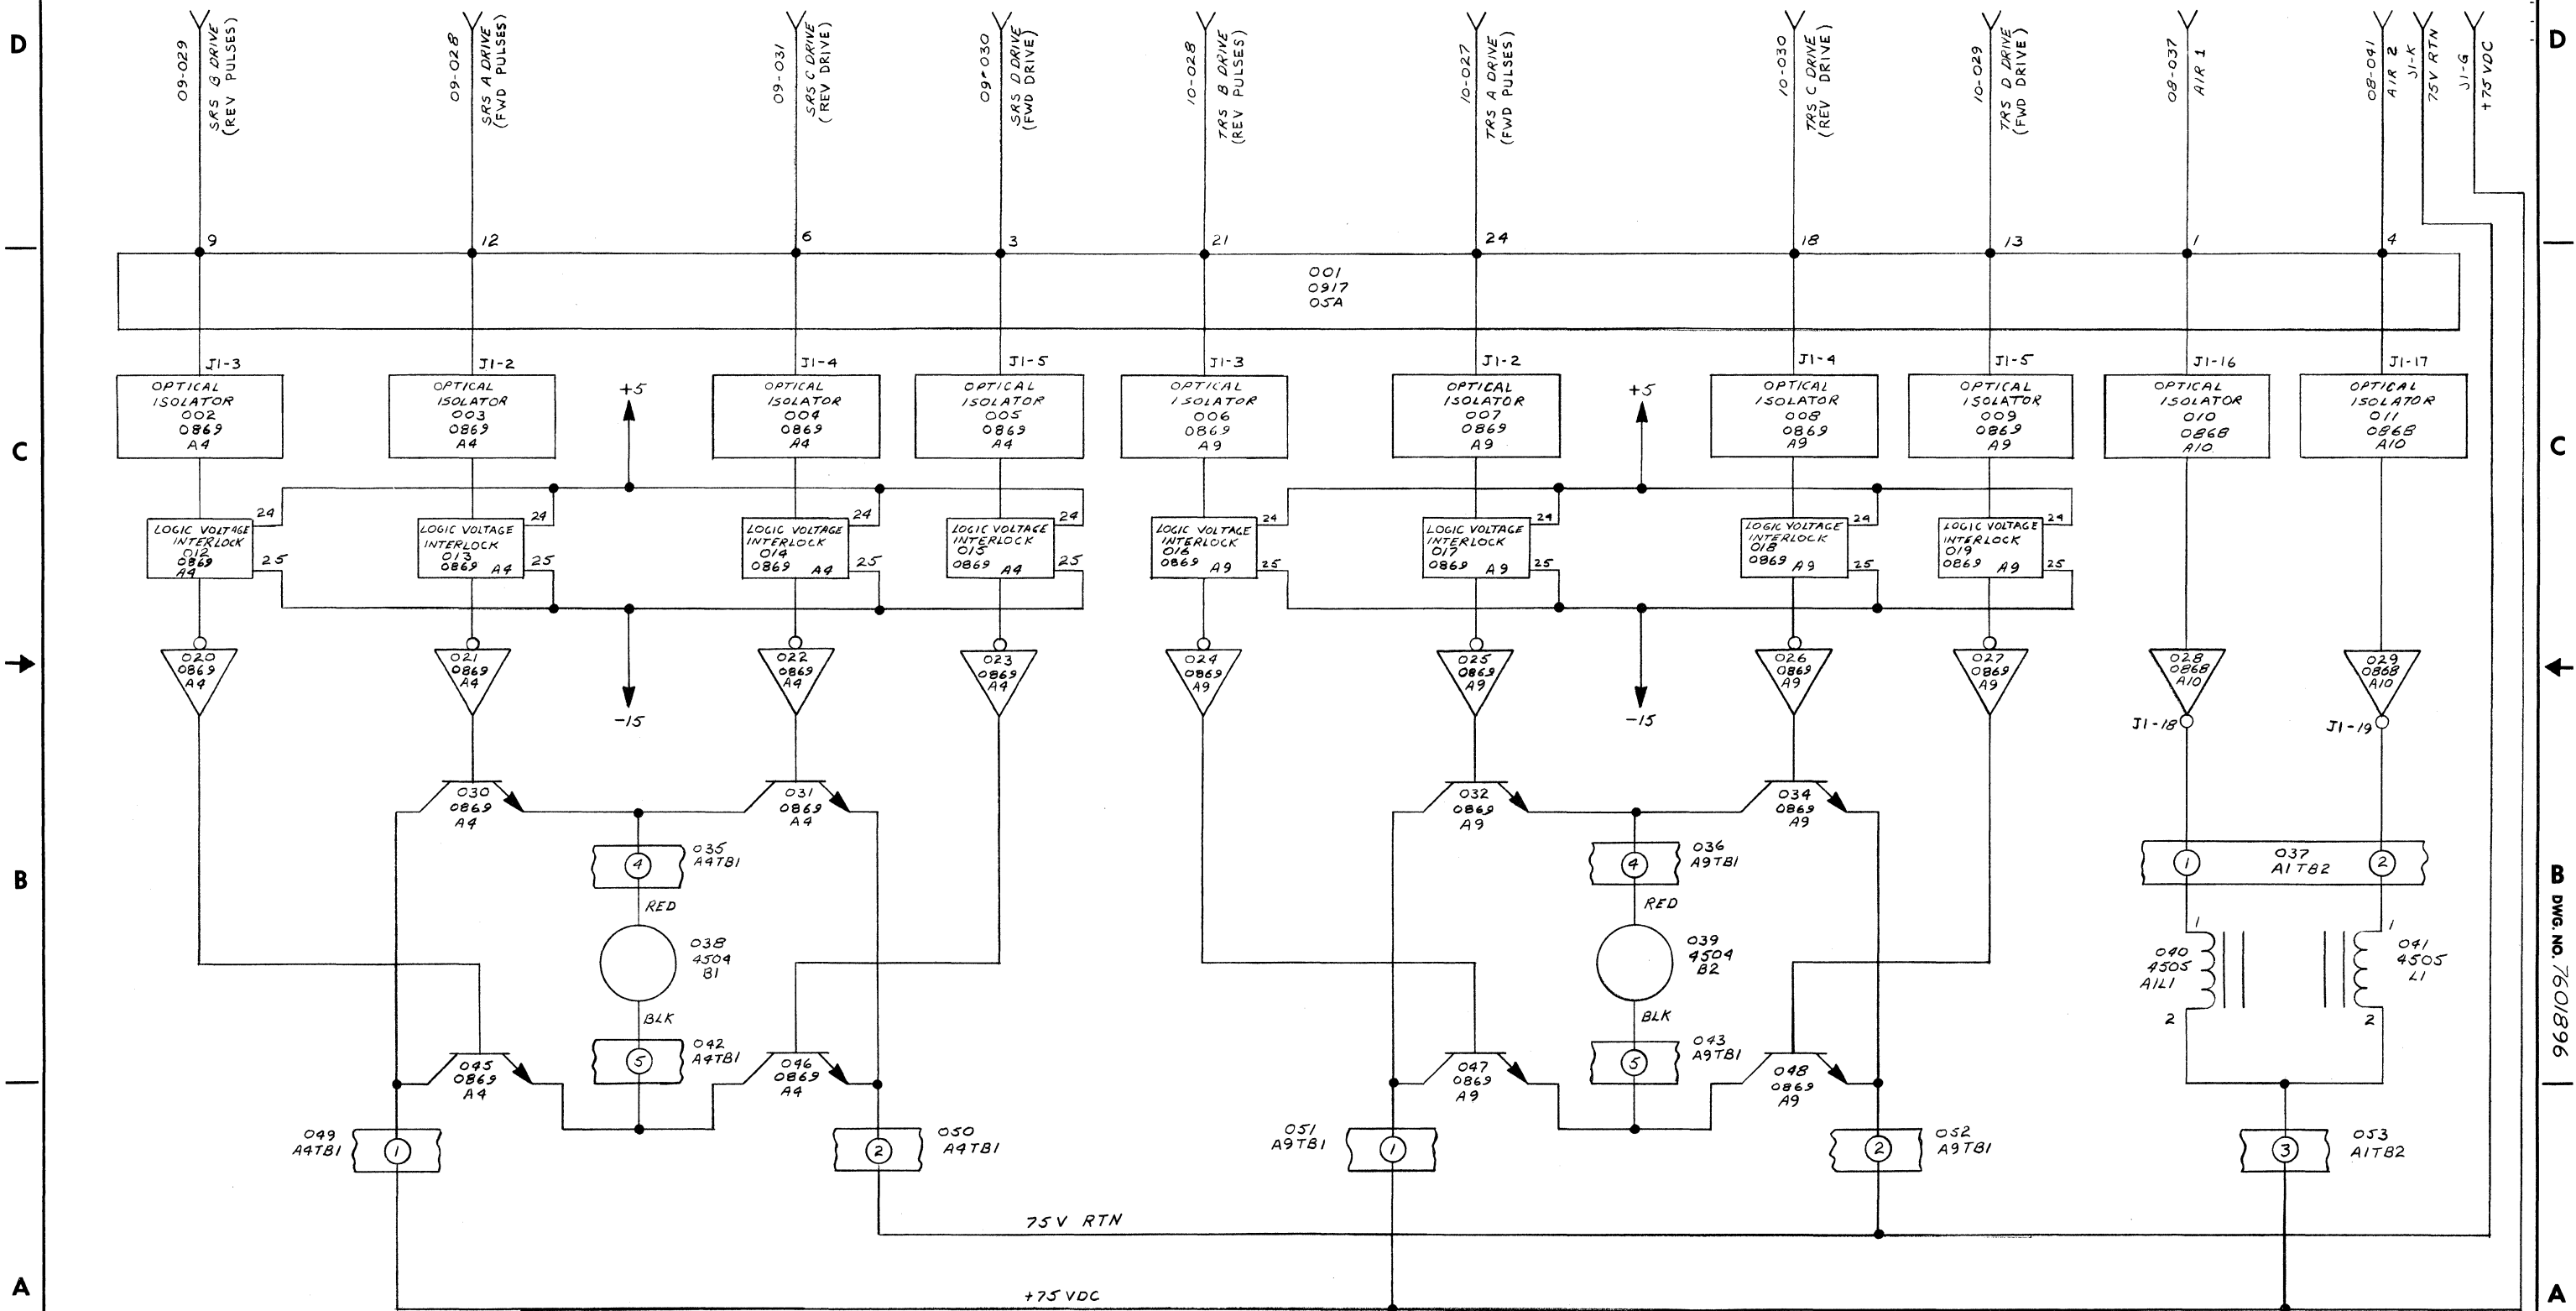 D
09-029
SRS B DRIVE
(REV PULSES)
09-028
SRS A DRIVE
(FWD PULSES)
09-031
SRS C DRIVE
(REV DRIVE)
09-030
SRS D DRIVE
(FWD DRIVE)
10-028
TRS B DRIVE
(REV PULSES)
10-027
TRS A DRIVE
(FWD PULSES)
10-030
TRS C DRIVE
(REV DRIVE)
10-029
TRS D DRIVE
(FWD DRIVE)
08-037
AIR 1
08-041
AIR 2
J1-K
75V RTN
J1-G
+75VDC
D
9
12
6
3
21
24
18
13
1
4
001
0917
05A
J1-3
J1-2
J1-4
J1-5
J1-3
J1-2
J1-4
J1-5
J1-16
J1-17
OPTICAL
ISOLATOR
002
0869
A4
OPTICAL
ISOLATOR
003
0869
A4
+5
OPTICAL
ISOLATOR
004
0869
A4
OPTICAL
ISOLATOR
005
0869
A4
OPTICAL
ISOLATOR
006
0869
A9
OPTICAL
ISOLATOR
007
0869
A9
+5
OPTICAL
ISOLATOR
008
0869
A9
OPTICAL
ISOLATOR
009
0869
A9
OPTICAL
ISOLATOR
010
0868
A10
OPTICAL
ISOLATOR
011
0868
A10
C
C
LOGIC VOLTAGE
INTERLOCK
012
0869
A4
24
25
LOGIC VOLTAGE
INTERLOCK
013
0869 A4
24
25
LOGIC VOLTAGE
INTERLOCK
014
0869 A4
24
25
LOGIC VOLTAGE
INTERLOCK
015
0869 A4
24
25
LOGIC VOLTAGE
INTERLOCK
016
0869 A9
24
25
LOGIC VOLTAGE
INTERLOCK
017
0869 A9
24
25
LOGIC VOLTAGE
INTERLOCK
018
0869 A9
24
25
LOGIC VOLTAGE
INTERLOCK
019
0869 A9
24
25
020
0869
A4
021
0869
A4
-15
022
0869
A4
023
0869
A4
024
0869
A9
025
0869
A9
-15
026
0869
A9
027
0869
A9
028
0868
A10
J1-18
029
0868
A10
J1-19
030
0869
A4
031
0869
A4
032
0869
A9
034
0869
A9
4
035
A4TB1
4
036
A9TB1
1
037
A1TB2
2
B
B
RED
RED
038
4504
B1
039
4504
B2
1
040
4505
A1L1
2
1
041
4505
L1
2
DWG. NO. 7601896
BLK
BLK
5
042
A4TB1
5
043
A9TB1
045
0869
A4
046
0869
A4
047
0869
A9
048
0869
A9
049
A4TB1
1
2
050
A4TB1
051
A9TB1
1
2
052
A9TB1
3
053
A1TB2
75V RTN
A
+75VDC
A